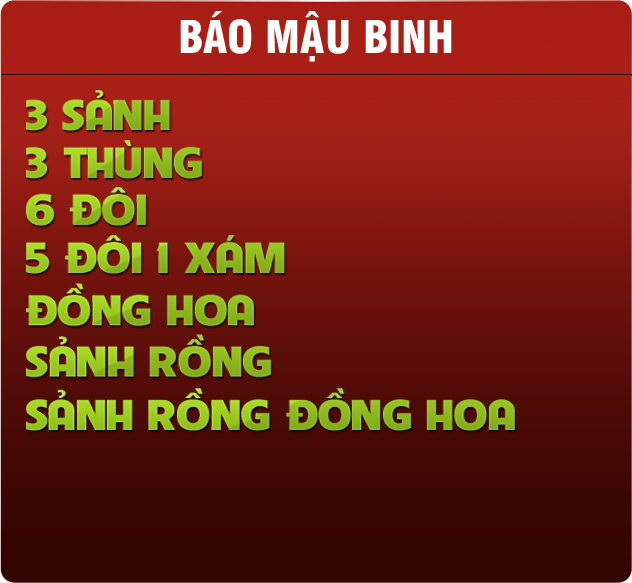 BÁO MẬU BINH
3 SẢNH
3 THÙNG
6 ĐÔI
5 ĐÔI 1 XÁM
ĐỒNG HOA
SẢNH RỒNG
SẢNH RỒNG ĐỒNG HOA